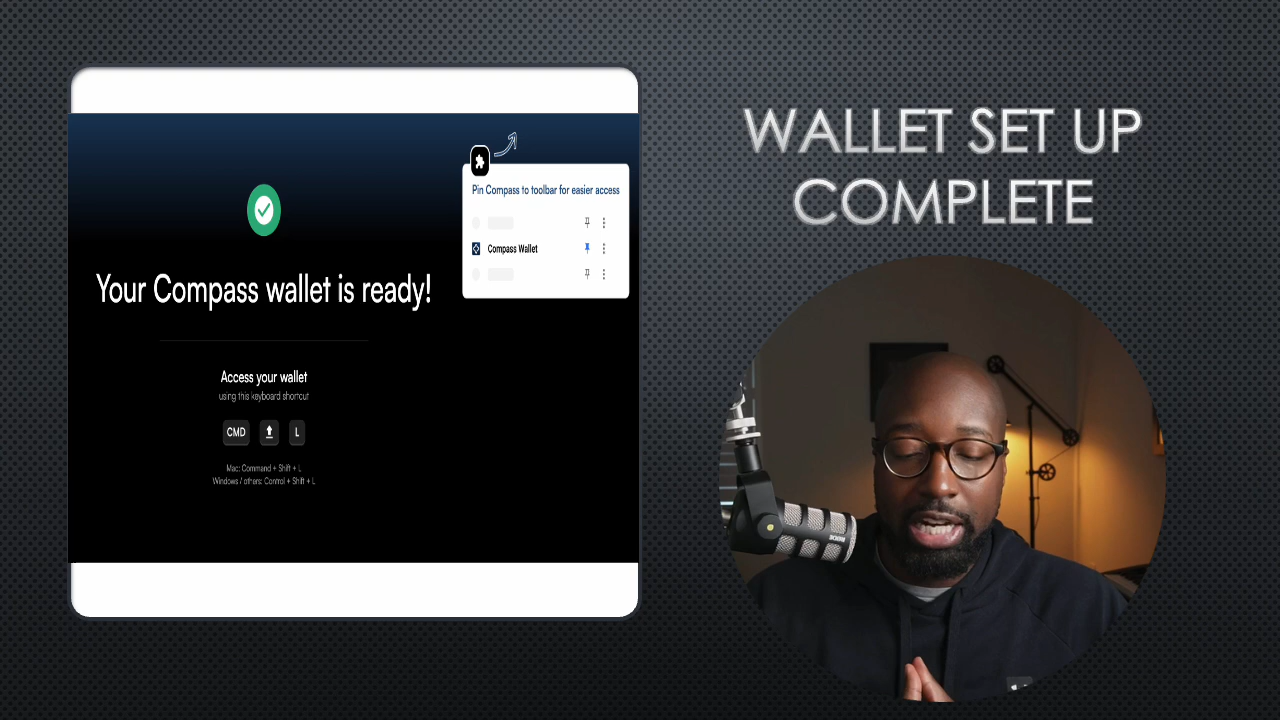 WALLET SET UP
COMPLETE
Pin Compass to toolbar for easier access
Compass Wallet
Your Compass wallet is ready!
Access your wallet
using this keyboard shortcut
CMD
L
Mac: Command + Shift + L
Windows / others: Control + Shift + L
RØDE